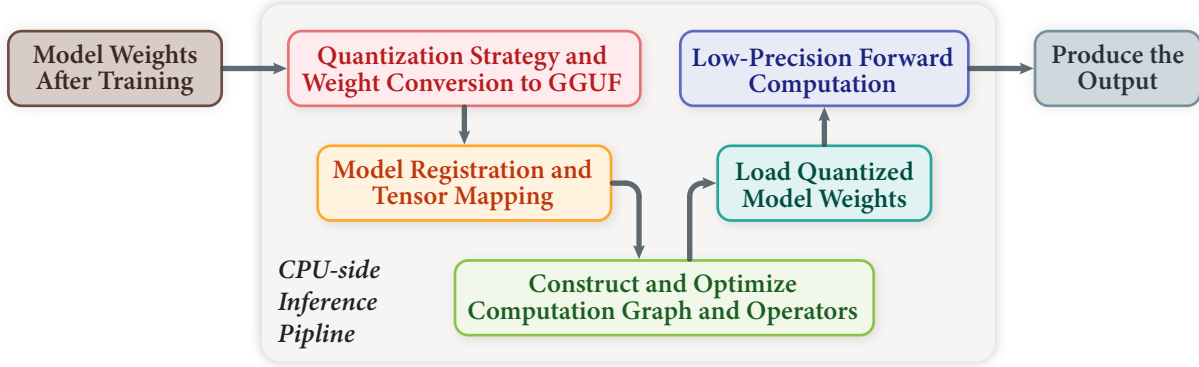 Model Weights
After Training
Quantization Strategy and
Weight Conversion to GGUF
Model Registration and
Tensor Mapping
Construct and Optimize
Computation Graph and Operators
Load Quantized
Model Weights
Low-Precision Forward
Computation
Produce the
Output
CPU-side
Inference
Pipline